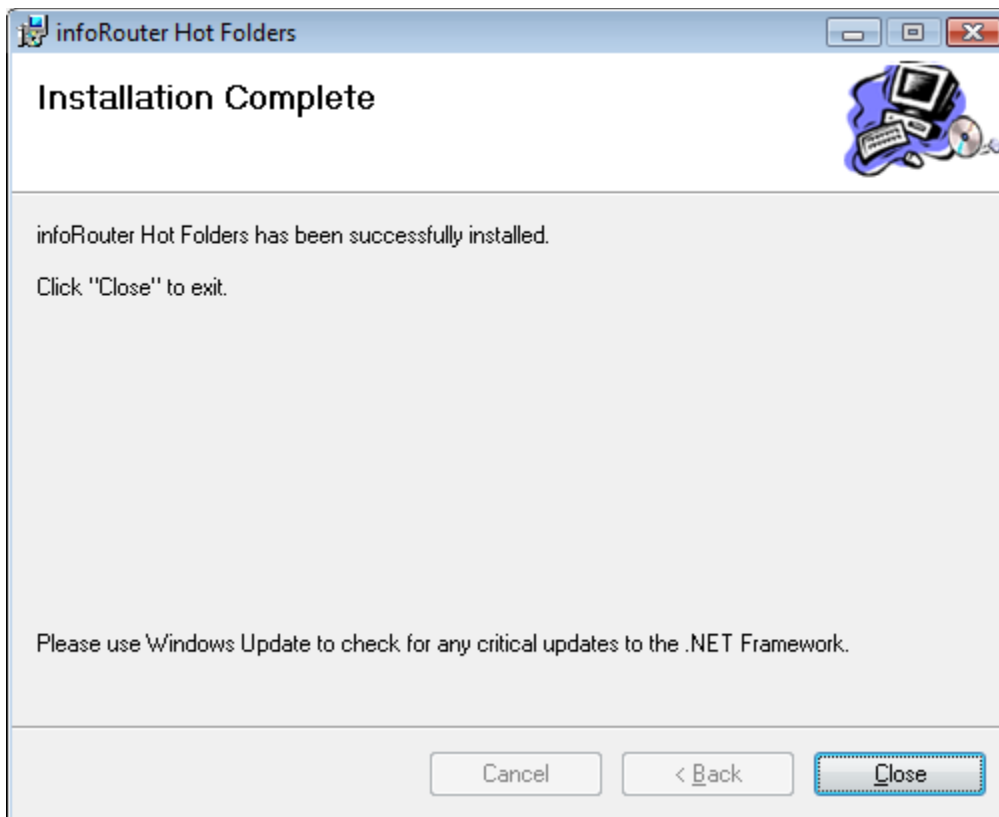 infoRouter Hot Folders
Installation Complete
infoRouter Hot Folders has been successfully installed.
Click "Close" to exit.
Please use Windows Update to check for any critical updates to the .NET Framework.
Cancel
< Back
Close